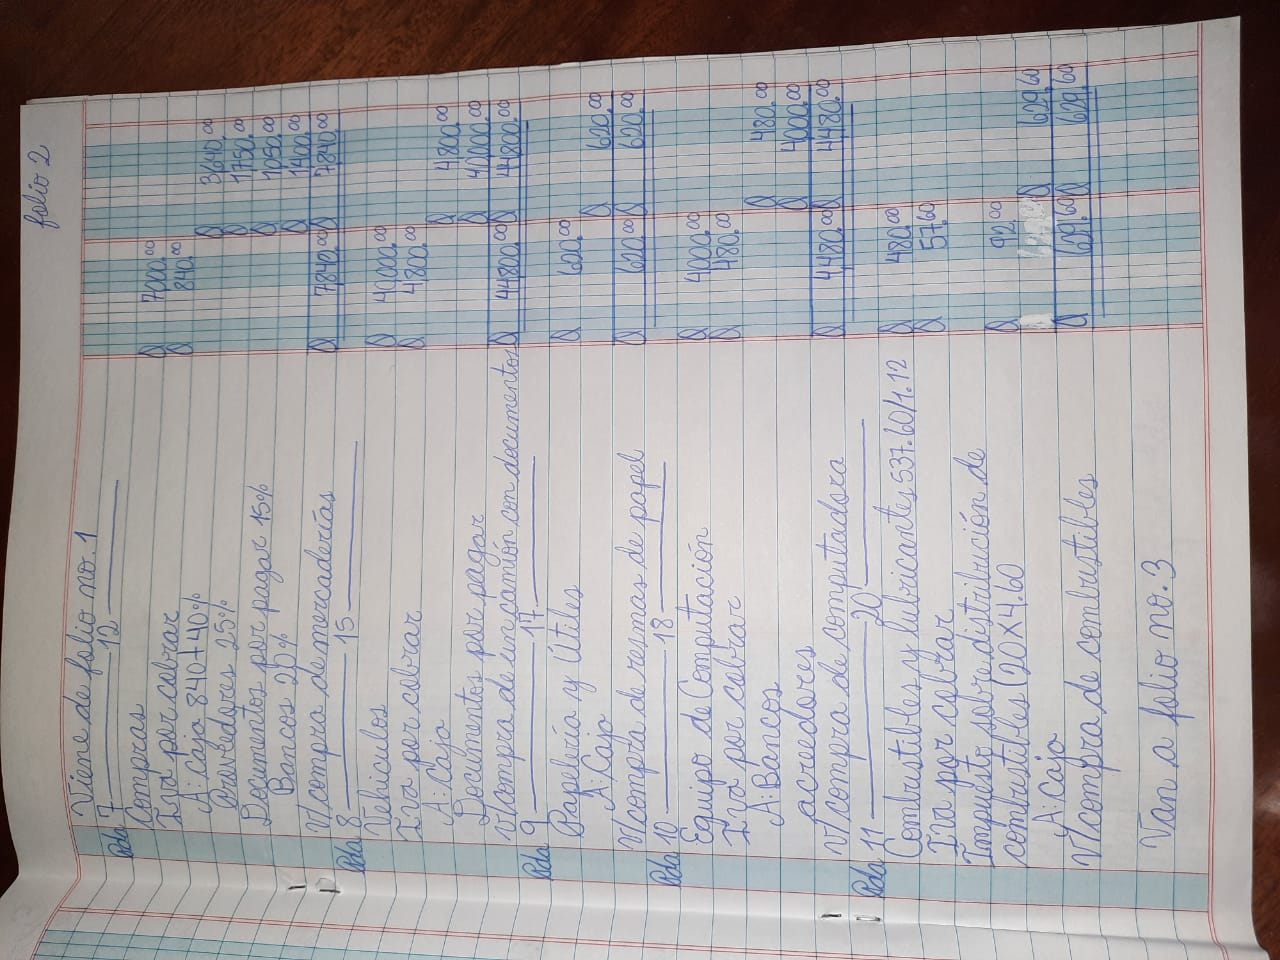 folio 2
Viene de folio no. 1
Pda 7 12
Compras Q 7000.00
Iva por cobrar Q 840.00
A: caja 840+40% Q 3640.00
Proveedores 25% Q 1750.00
Documentos por pagar 15% Q 1050.00
Bancos 20% Q 1400.00
V/compra de mercaderías Q 7840.00 Q 7840.00
Pda 8 15
Vehiculos Q 40000.00
Iva por cobrar Q 4800.00
A: Caja Q 4800.00
Documentos por pagar Q 40000.00
V/compra de un camión con documentos Q 44800.00 Q 44800.00
Pda 9 17
Papelería y Útiles Q 620.00
A: Caja Q 620.00
V/compra de resmas de papel Q 620.00 Q 620.00
Pda 10 18
Equipo de Computación Q 4000.00
Iva por cobrar Q 480.00
A: Bancos Q 480.00
acreedores Q 4000.00
V/compra de computadora Q 4480.00 Q 4480.00
Pda 11 20
Combustibles y lubricantes 537.60/1.12 Q 480.00
Iva por cobrar Q 57.60
Impuesto sobre distribución de
combustibles (20x4.60 Q 92.00
A: Caja Q 629.60
V/compra de combustibles Q 629.60 Q 629.60
Van a folio no. 3